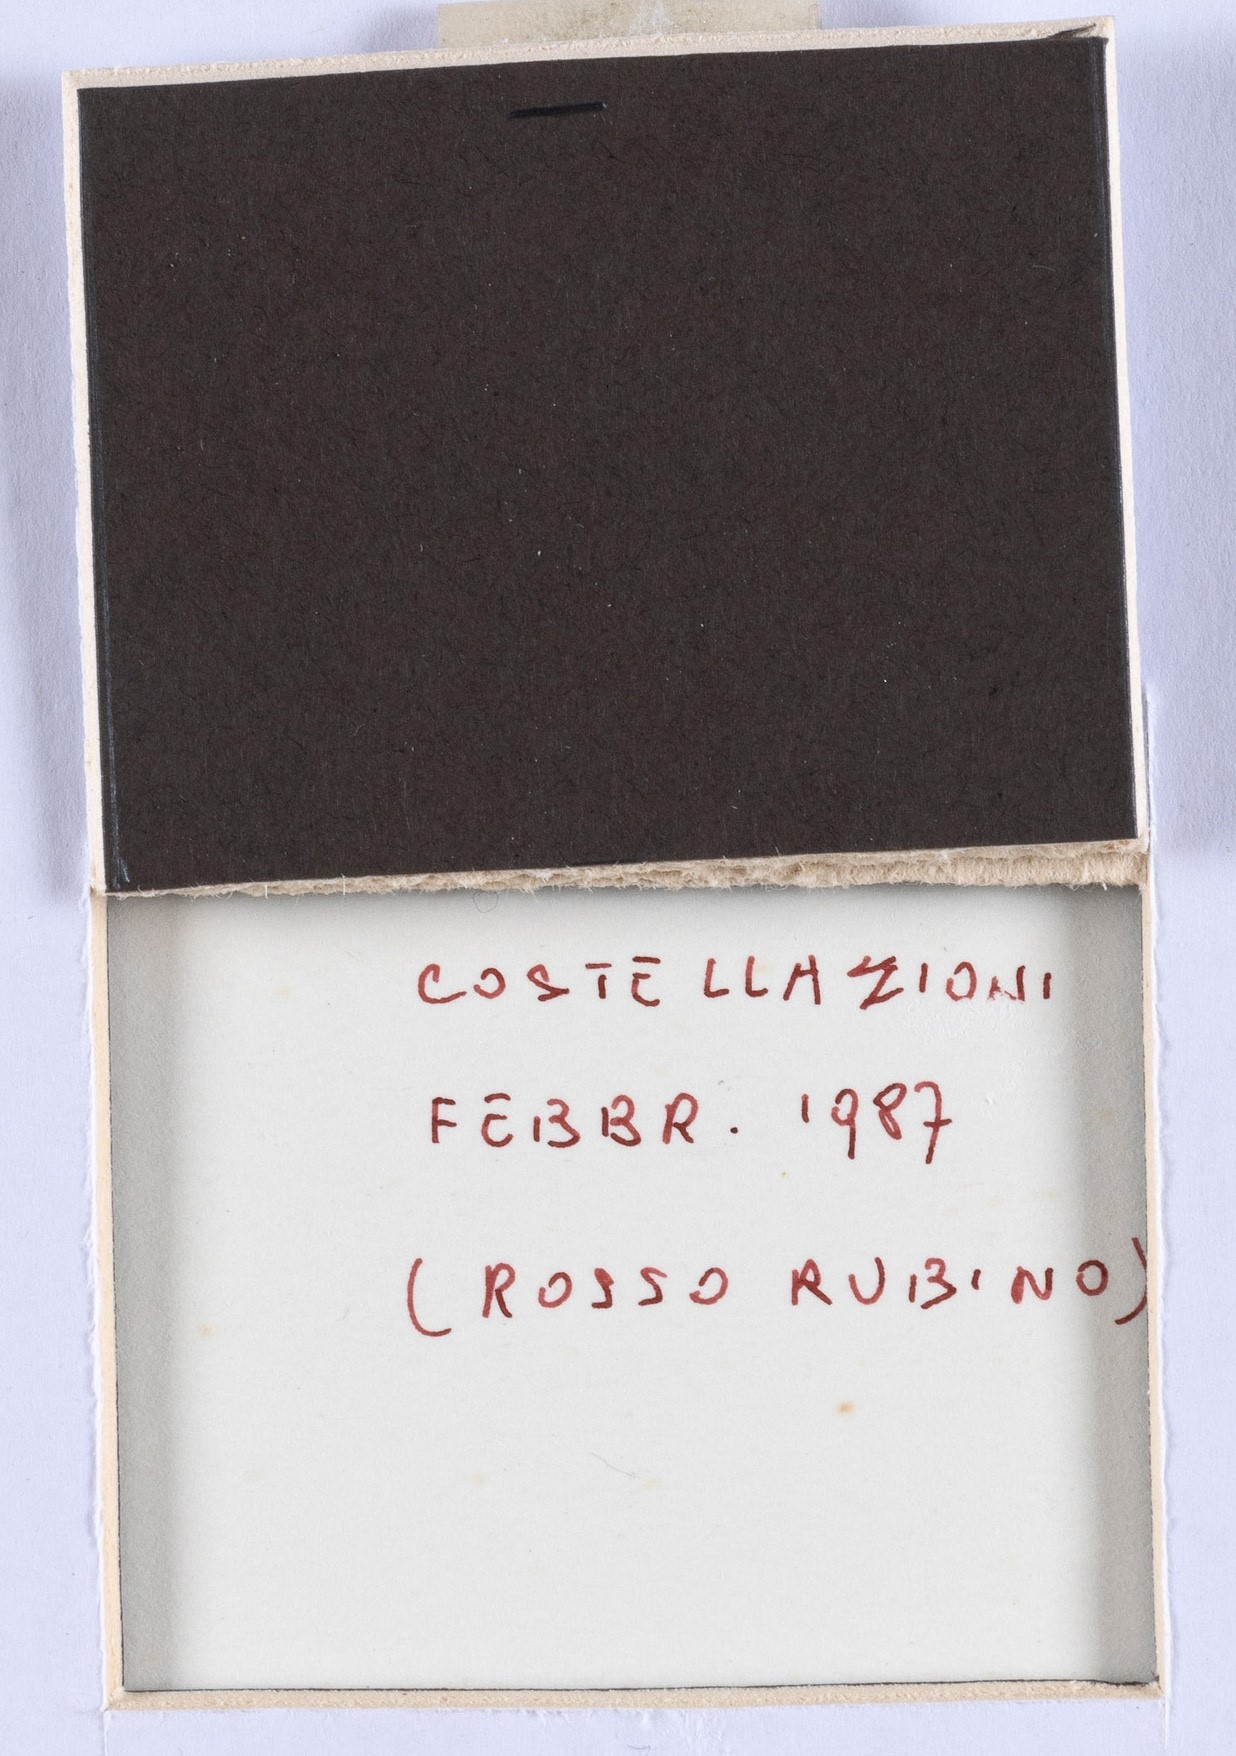 COSTELLAZIONI
FEBBR. 1987
(ROSSO RUBINO)